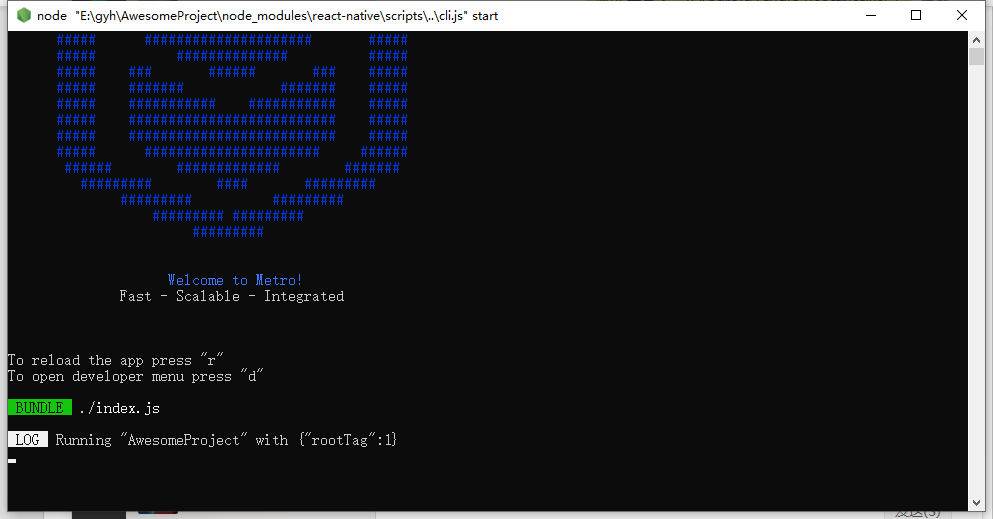 node "E:\gyh\AwesomeProject\node_modules\react-native\scripts\..\cli.js" start
Welcome to Metro!
Fast - Scalable - Integrated
To reload the app press "r"
To open developer menu press "d"
BUNDLE ./index.js
LOG Running "AwesomeProject" with {"rootTag":1}